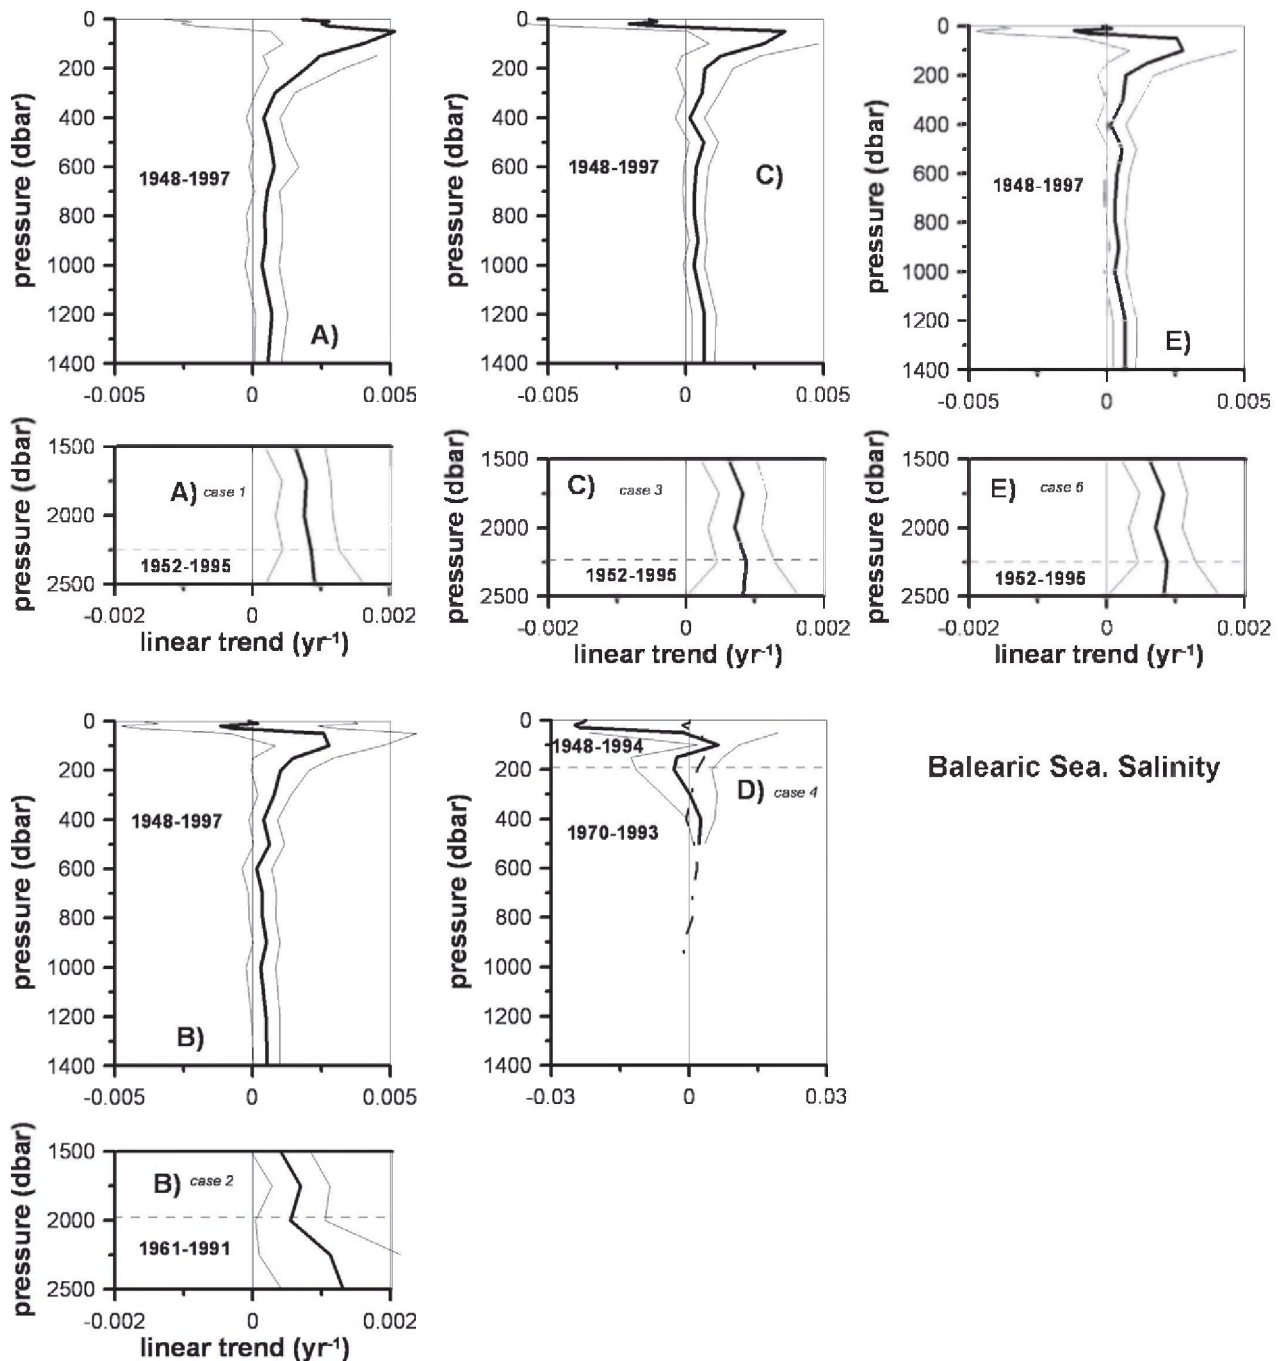 0
200
400
600
800
1000
1200
1400
pressure (dbar)
1948-1997
A)
-0.005 0 0.005
1500
2000
2500
pressure (dbar)
A) case 1
1952-1995
-0.002 0 0.002
linear trend (yr-1)
0
200
400
600
800
1000
1200
1400
pressure (dbar)
1948-1997
C)
-0.005 0 0.005
1500
2000
2500
pressure (dbar)
C) case 3
1952-1995
-0.002 0 0.002
linear trend (yr-1)
0
200
400
600
800
1000
1200
1400
pressure (dbar)
1948-1997
E)
-0.005 0 0.005
1500
2000
2500
pressure (dbar)
E) case 6
1952-1995
-0.002 0 0.002
linear trend (yr-1)
0
200
400
600
800
1000
1200
1400
pressure (dbar)
1948-1997
B)
-0.005 0 0.005
1500
2000
2500
pressure (dbar)
B) case 2
1961-1991
-0.002 0 0.002
linear trend (yr-1)
0
200
400
600
800
1000
1200
1400
pressure (dbar)
1948-1994
D) case 4
1970-1993
-0.03 0 0.03
Balearic Sea. Salinity